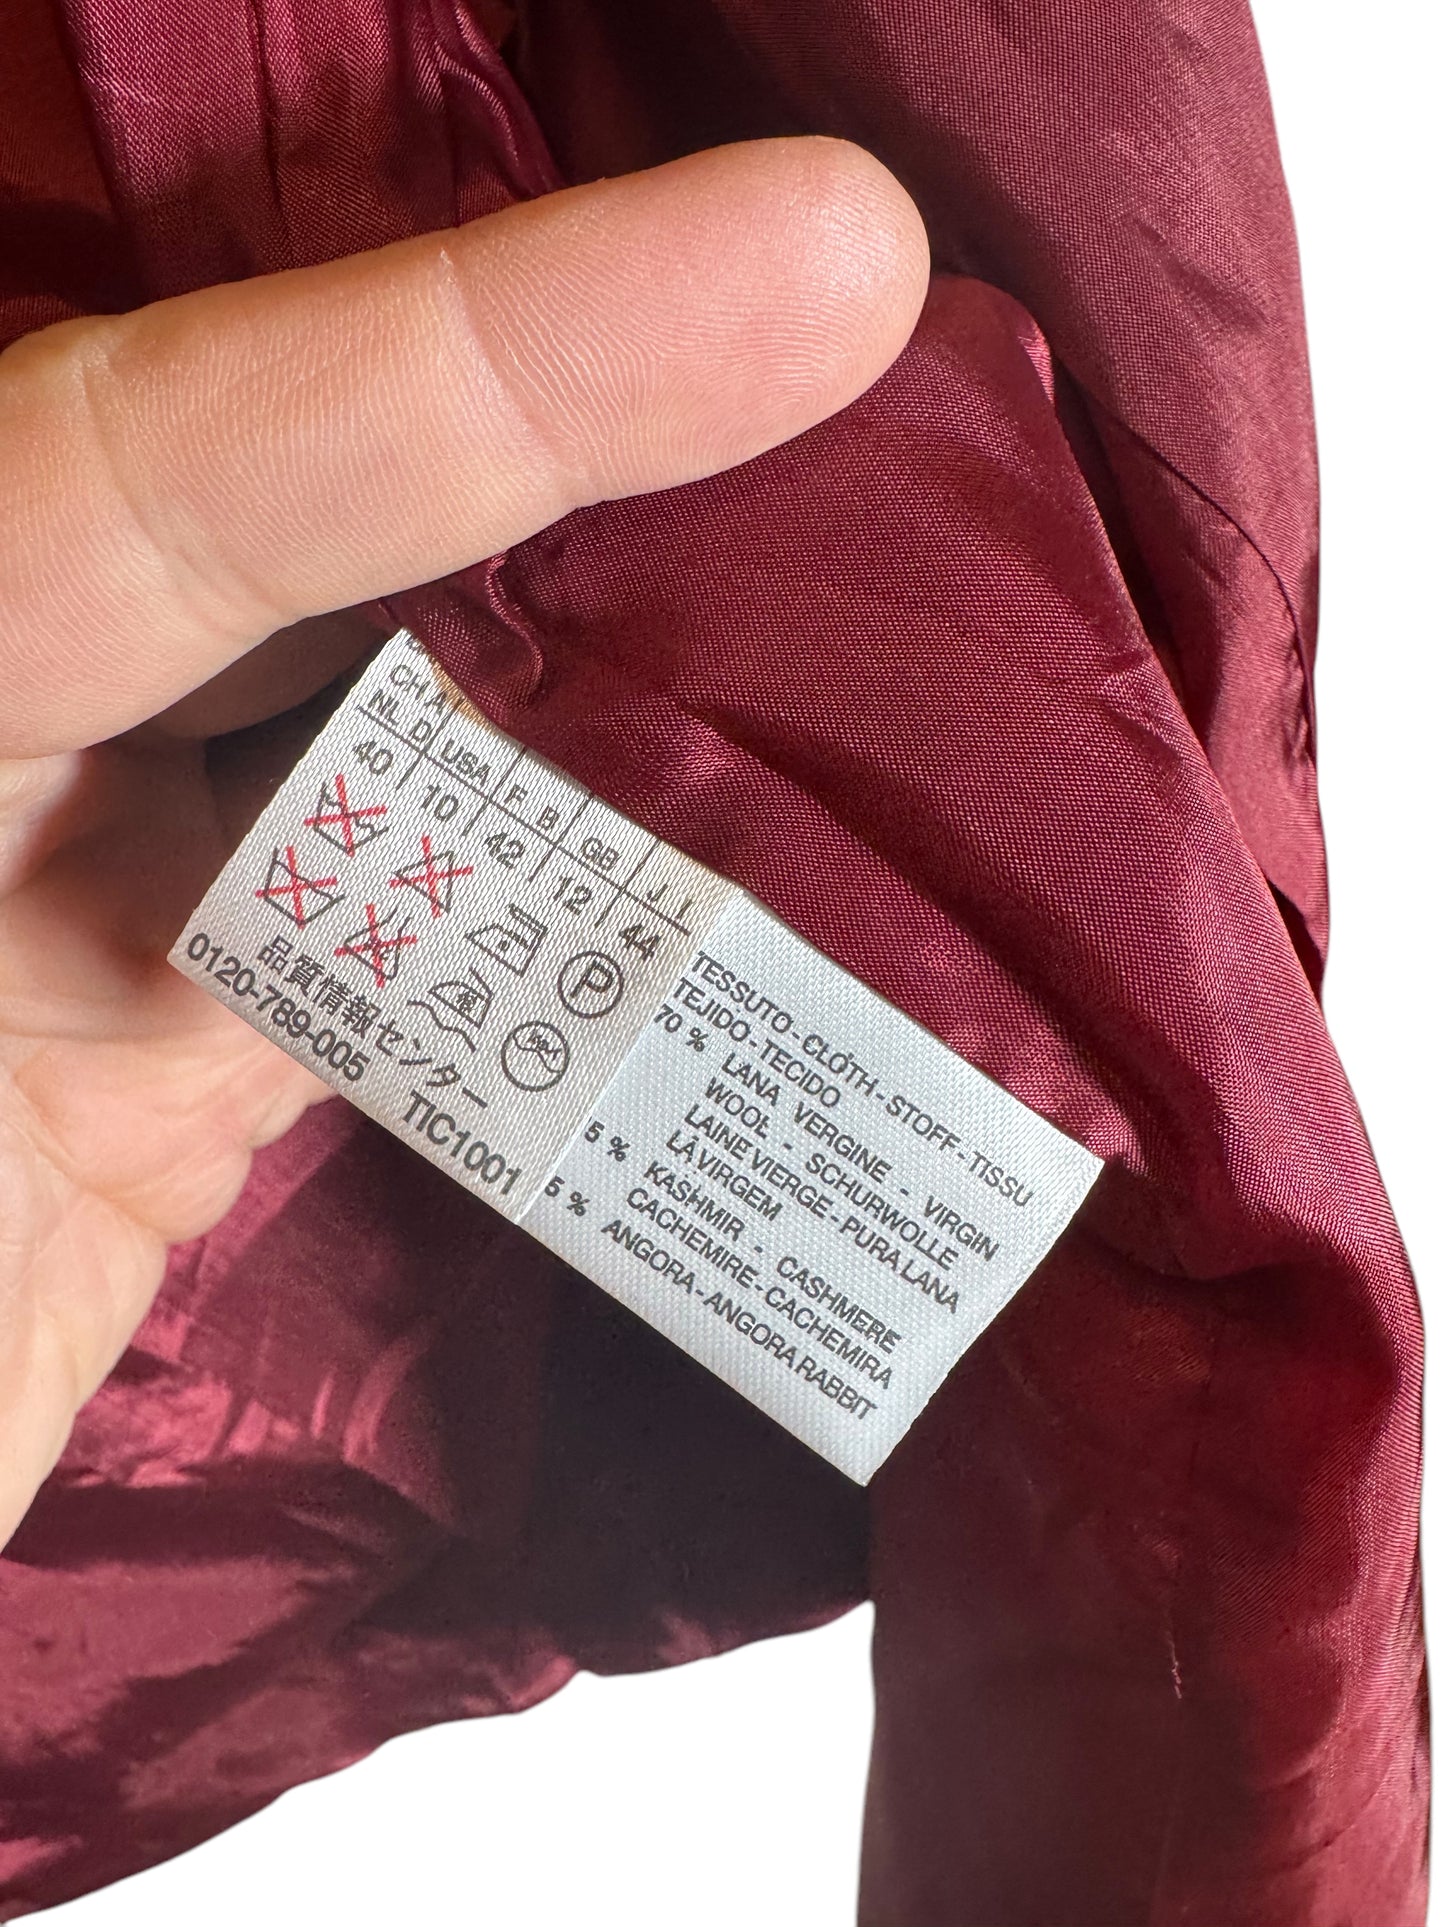 CH A
NL D USA F B GB J I
40 10 42 12 44
P
品質情報センター
0120-789-005 TIC1001
TESSUTO-CLOTH-STOFF-TISSU
TEJIDO-TECIDO
70 % LANA VERGINE - VIRGIN
WOOL - SCHURWOLLE
LAINE VIERGE-PURA LANA
LÂ VIRGEM
5 % KASHMIR - CASHMERE
CACHEMIRE-CACHEMIRA
5 % ANGORA-ANGORA RABBIT